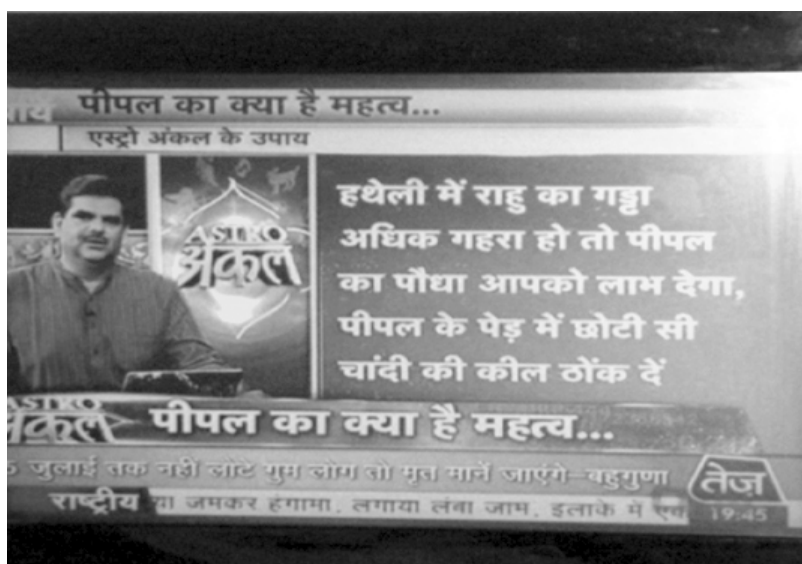 पीपल का क्या है महत्व...
एस्ट्रो अंकल के उपाय
ASTRO
अंकल
हथेली में राहु का गड्ढा
अधिक गहरा हो तो पीपल
का पौधा आपको लाभ देगा,
पीपल के पेड़ में छोटी सी
चांदी की कील ठोंक दें
ASTRO
अंकल
पीपल का क्या है महत्व...
जुलाई तक नहीं लौटे गुम लोग तो मृत मानें जाएंगे–बहुगुणा
तेज़
राष्ट्रीय
या जमकर हंगामा, लगाया लंबा जाम, इलाके में
19:45